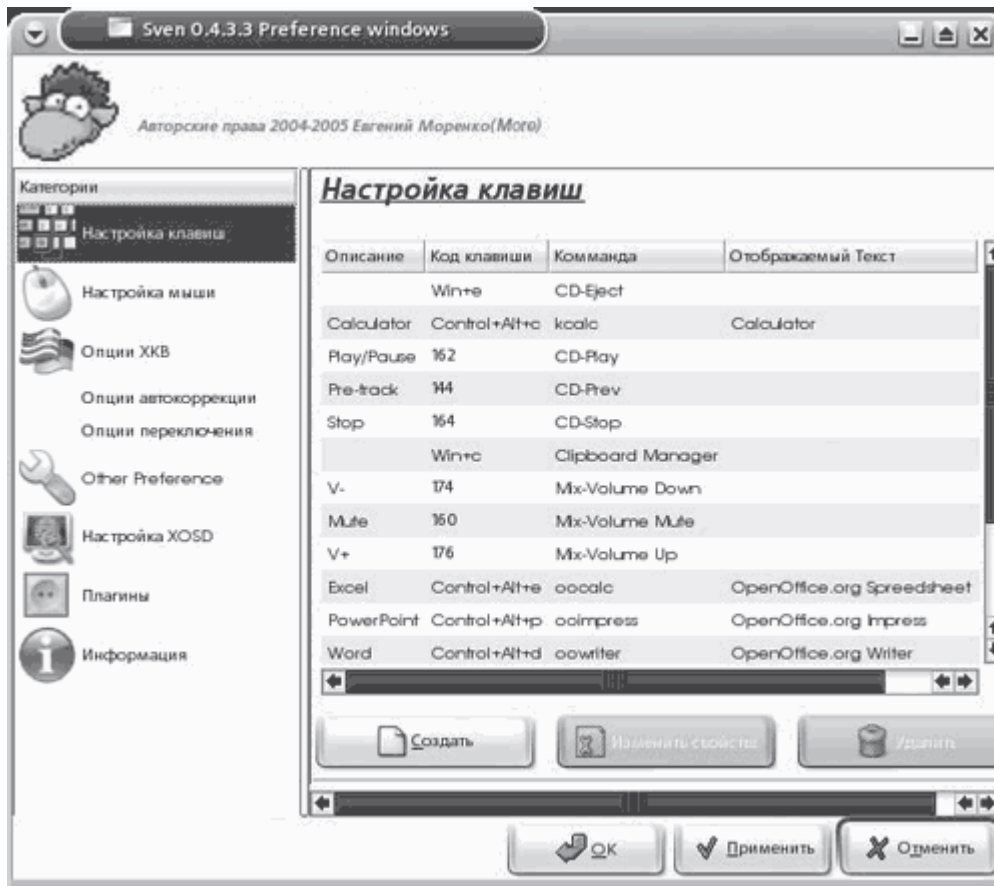 Sven 0.4.3.3 Preference windows
Авторские права 2004-2005 Евгений Моренко(More)
Категории
Настройка клавиш
Настройка мыши
Опции XKB
Опции автокоррекции
Опции переключения
Other Preference
Настройка XOSD
Плагины
Информация
Настройка клавиш
Описание Код клавиши Комманда Отображаемый Текст
Win+e CD-Eject
Calculator Control+Alt+c kcalc Calculator
Play/Pause 162 CD-Play
Pre-track 144 CD-Prev
Stop 164 CD-Stop
Win+c Clipboard Manager
V- 174 Mix-Volume Down
Mute 160 Mix-Volume Mute
V+ 176 Mix-Volume Up
Excel Control+Alt+e oocalc OpenOffice.org Spreedsheet
PowerPoint Control+Alt+p ooimpress OpenOffice.org Impress
Word Control+Alt+d oowriter OpenOffice.org Writer
Создать Изменить свойства Удалить
OK Применить Отменить